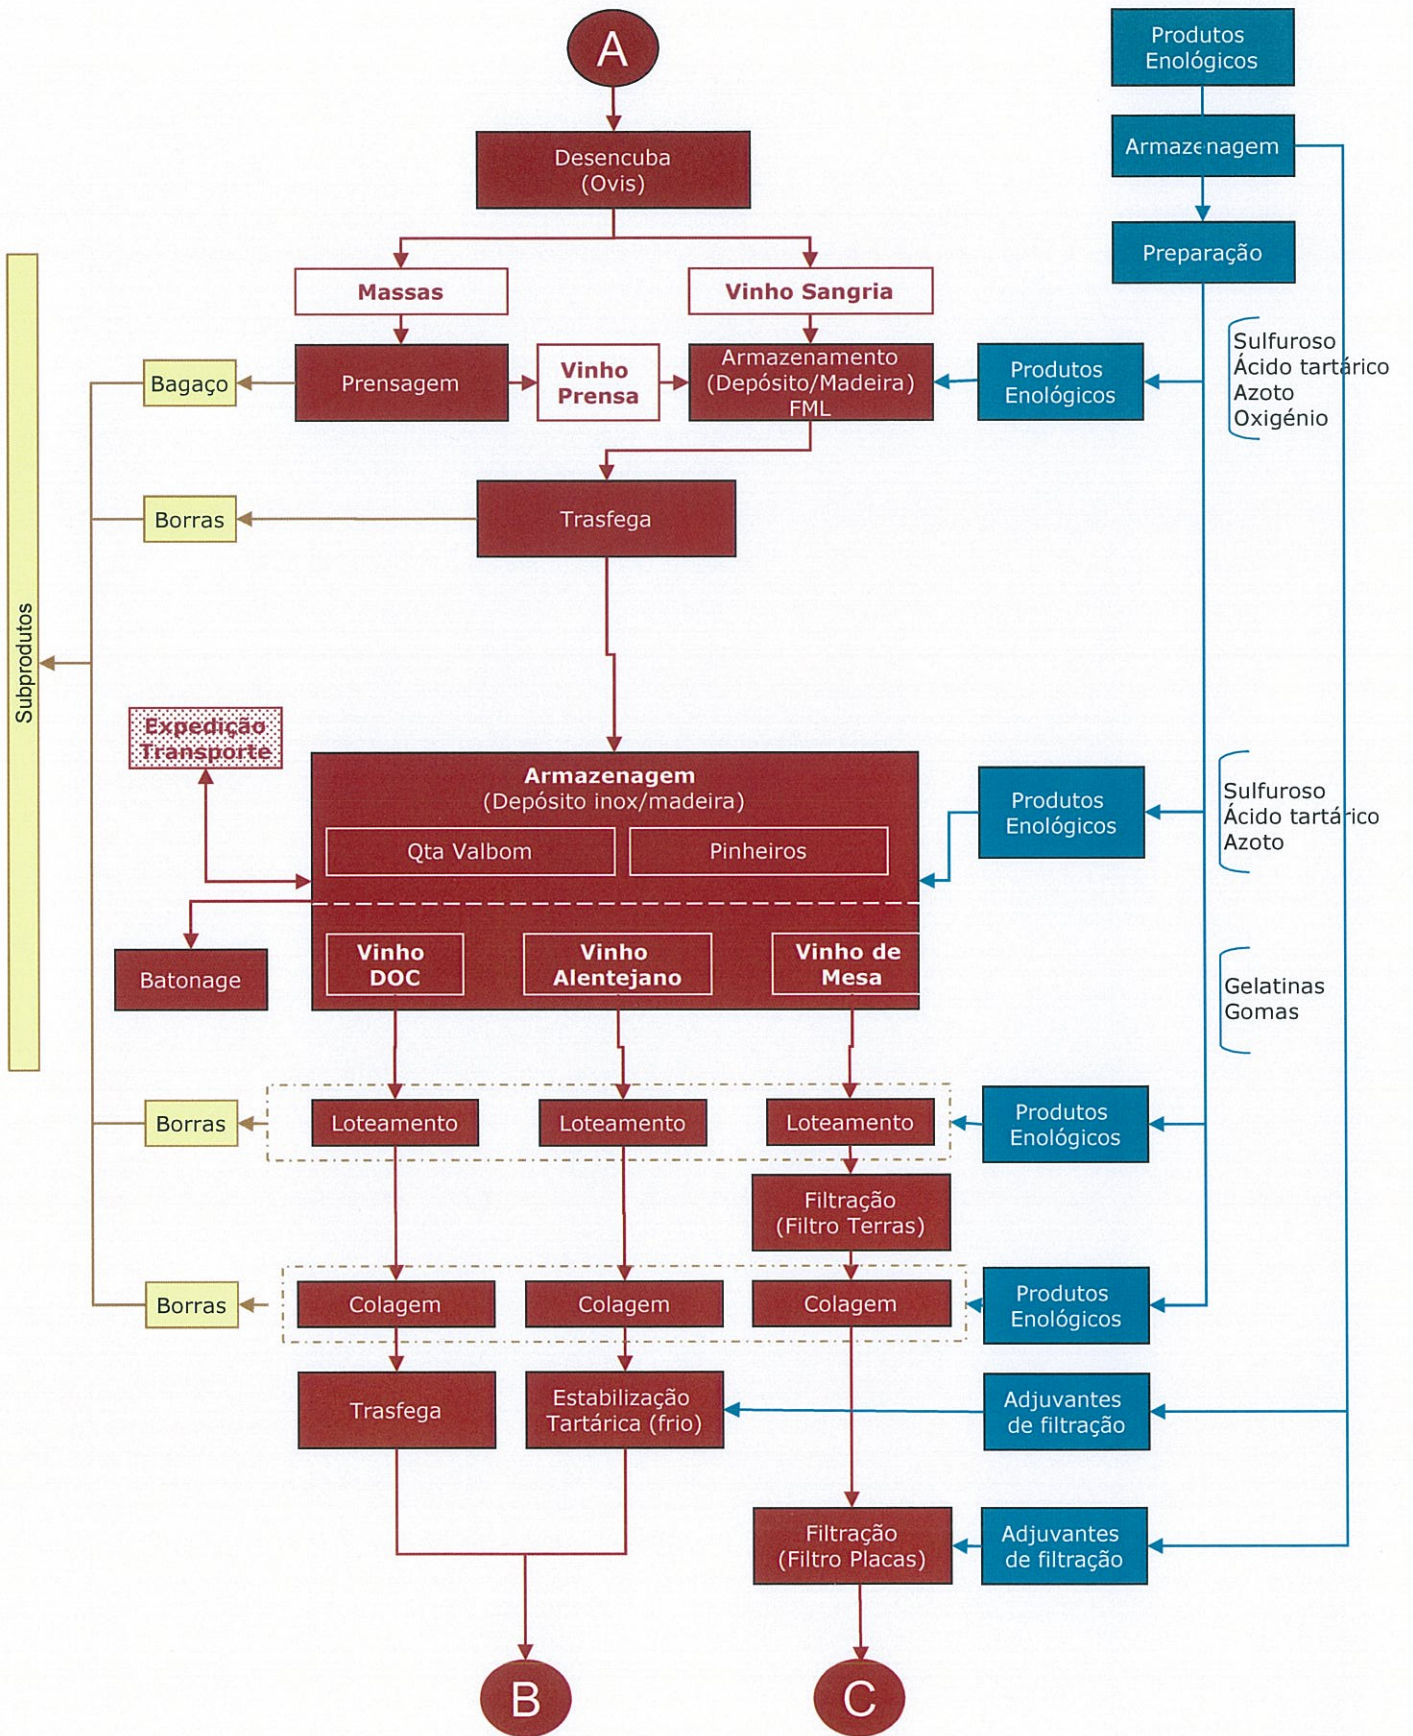 A
Produtos
Enológicos
Armazenagem
Desencuba
(Ovis)
Preparação
Massas
Vinho Sangria
Sulfuroso
Ácido tartárico
Azoto
Oxigénio
Bagaço
Prensagem
Vinho
Prensa
Armazenamento
(Depósito/Madeira)
FML
Produtos
Enológicos
Borras
Trasfega
Subprodutos
Expedição
Transporte
Armazenagem
(Depósito inox/madeira)
Qta Valbom
Pinheiros
Produtos
Enológicos
Sulfuroso
Ácido tartárico
Azoto
Batonage
Vinho
DOC
Vinho
Alentejano
Vinho de
Mesa
Gelatinas
Gomas
Borras
Loteamento
Loteamento
Loteamento
Produtos
Enológicos
Filtração
(Filtro Terras)
Borras
Colagem
Colagem
Colagem
Produtos
Enológicos
Trasfega
Estabilização
Tartárica (frio)
Adjuvantes
de filtração
Filtração
(Filtro Placas)
Adjuvantes
de filtração
B
C